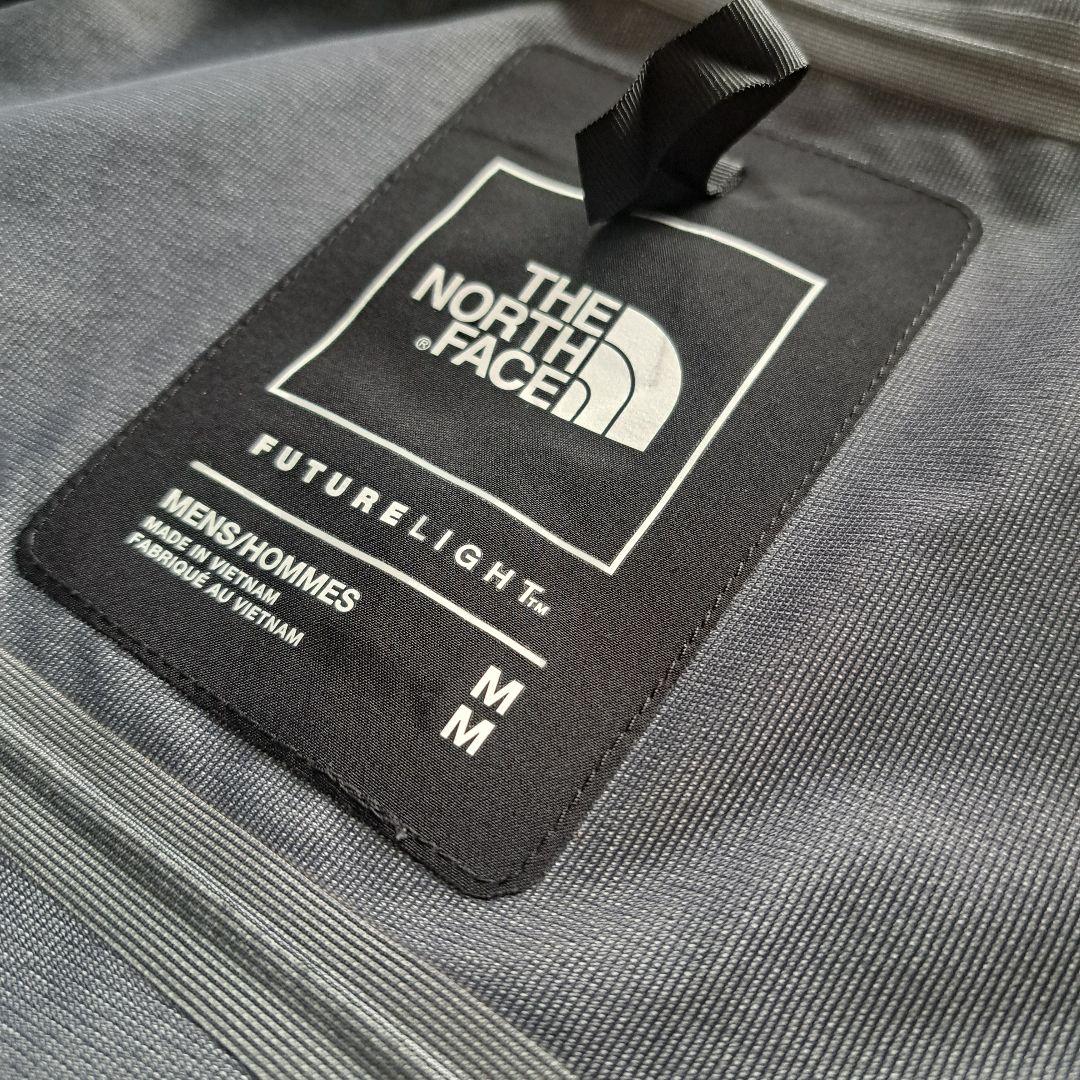 THE
NORTH
®FACE
FUTURELIGHT™
MENS/HOMMES
MADE IN VIETNAM
FABRIQUÉ AU VIETNAM
M
M